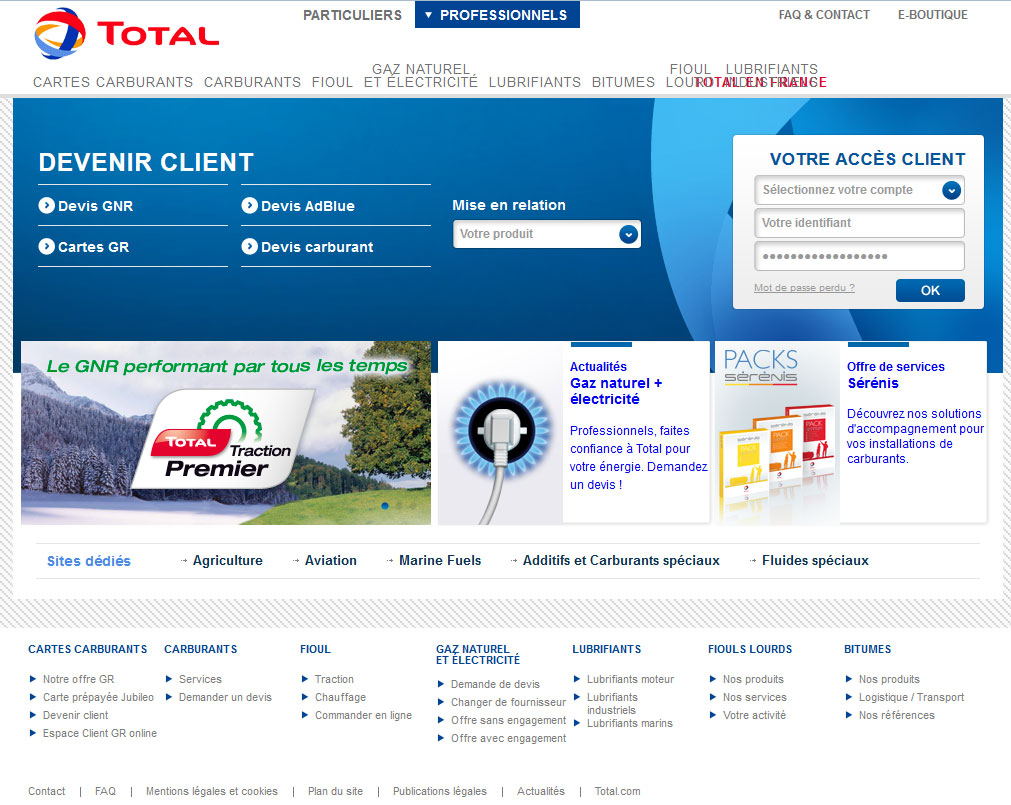 TOTAL
PARTICULIERS
PROFESSIONNELS
FAQ & CONTACT
E-BOUTIQUE
CARTES CARBURANTS
CARBURANTS
FIOUL
GAZ NATUREL
ET ÉLECTRICITÉ
LUBRIFIANTS
BITUMES
FIOUL
LOURD
LUBRIFIANTS
INDUSTRIELS
TOTAL EN FRANCE
DEVENIR CLIENT
Devis GNR
Devis AdBlue
Cartes GR
Devis carburant
Mise en relation
Votre produit
VOTRE ACCÈS CLIENT
Sélectionnez votre compte
Votre identifiant
••••••••••••••••••
Mot de passe perdu ?
OK
Le GNR performant par tous les temps
TOTAL
Traction
Premier
Actualités
Gaz naturel +
électricité
Professionnels, faites
confiance à Total pour
votre énergie. Demandez
un devis !
PACKS
sérénis
Offre de services
Sérénis
Découvrez nos solutions
d'accompagnement pour
vos installations de
carburants.
PACK
PACK
PACK
Sites dédiés
Agriculture
Aviation
Marine Fuels
Additifs et Carburants spéciaux
Fluides spéciaux
CARTES CARBURANTS
Notre offre GR
Carte prépayée Jubileo
Devenir client
Espace Client GR online
CARBURANTS
Services
Demander un devis
FIOUL
Traction
Chauffage
Commander en ligne
GAZ NATUREL
ET ÉLECTRICITÉ
Demande de devis
Changer de fournisseur
Offre sans engagement
Offre avec engagement
LUBRIFIANTS
Lubrifiants moteur
Lubrifiants
industriels
Lubrifiants marins
FIOULS LOURDS
Nos produits
Nos services
Votre activité
BITUMES
Nos produits
Logistique / Transport
Nos références
Contact | FAQ | Mentions légales et cookies | Plan du site | Publications légales | Actualités | Total.com